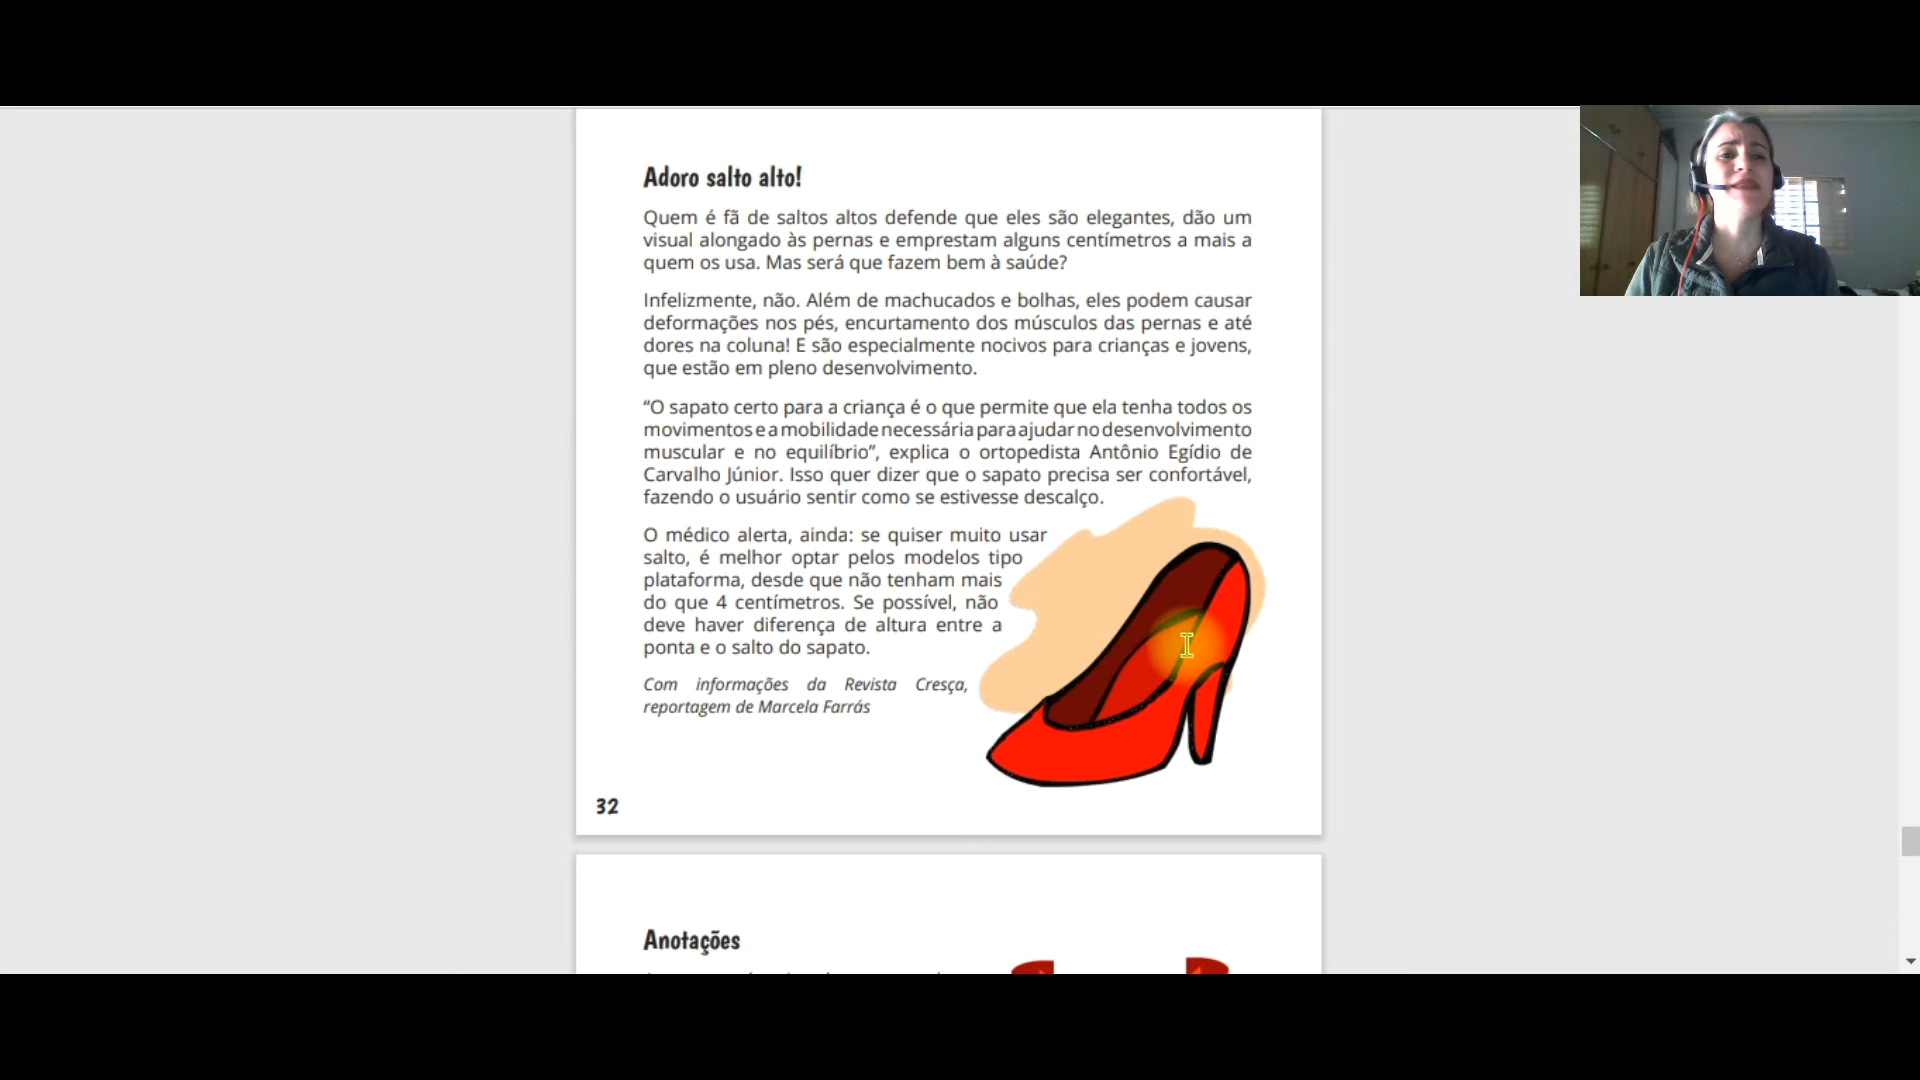 Adoro salto alto!
Quem é fã de saltos altos defende que eles são elegantes, dão um
visual alongado às pernas e emprestam alguns centímetros a mais a
quem os usa. Mas será que fazem bem à saúde?
Infelizmente, não. Além de machucados e bolhas, eles podem causar
deformações nos pés, encurtamento dos músculos das pernas e até
dores na coluna! E são especialmente nocivos para crianças e jovens,
que estão em pleno desenvolvimento.
“O sapato certo para a criança é o que permite que ela tenha todos os
movimentos e a mobilidade necessária para ajudar no desenvolvimento
muscular e no equilíbrio”, explica o ortopedista Antônio Egídio de
Carvalho Júnior. Isso quer dizer que o sapato precisa ser confortável,
fazendo o usuário sentir como se estivesse descalço.
O médico alerta, ainda: se quiser muito usar
salto, é melhor optar pelos modelos tipo
plataforma, desde que não tenham mais
do que 4 centímetros. Se possível, não
deve haver diferença de altura entre a
ponta e o salto do sapato.
Com informações da Revista Cresça,
reportagem de Marcela Farrás
32
Anotações